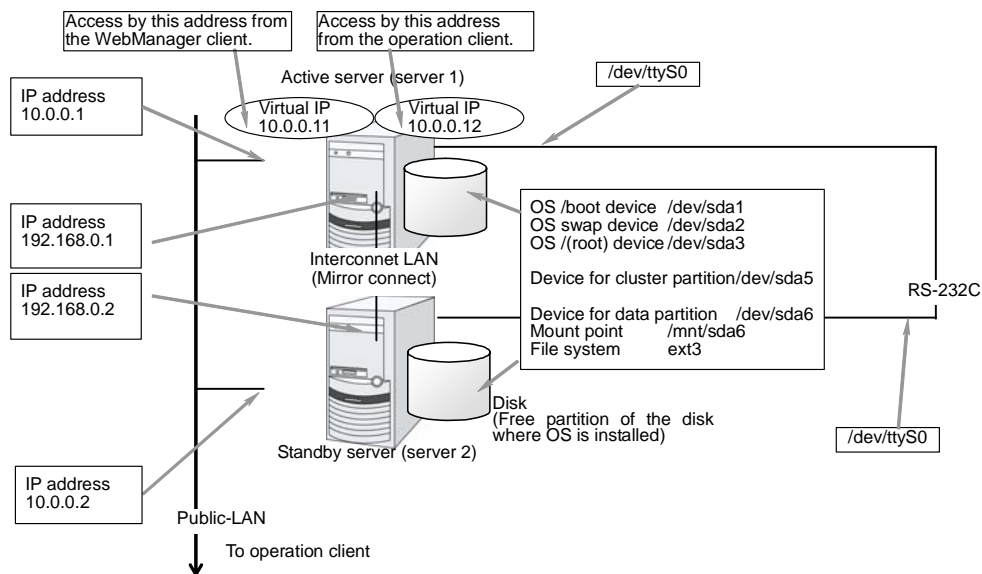 Access by this address from
the WebManager client.
Access by this address
from the operation client.
/dev/ttyS0
Active server (server 1)
IP address
10.0.0.1
Virtual IP
10.0.0.11
Virtual IP
10.0.0.12
IP address
192.168.0.1
OS /boot device /dev/sda1
OS swap device /dev/sda2
OS /(root) device /dev/sda3
Device for cluster partition/dev/sda5
Device for data partition /dev/sda6
Mount point /mnt/sda6
File system ext3
Interconnet LAN
(Mirror connect)
IP address
192.168.0.2
RS-232C
Disk
(Free partition of the disk
where OS is installed)
/dev/ttyS0
Standby server (server 2)
IP address
10.0.0.2
Public-LAN
To operation client